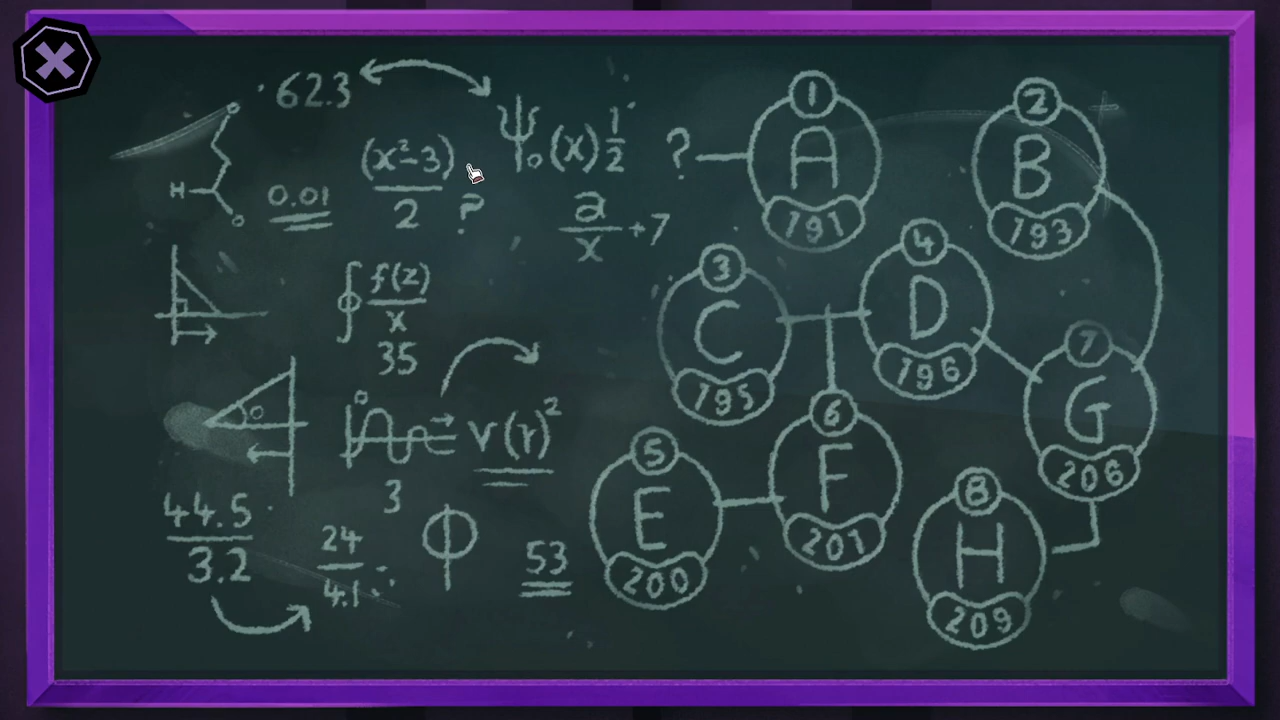 62.3
ψ₀(x) 1/2
(x²-3)/2 ?
2/x +7
0.01
H
∮ f(z)/x
35
v(r)²
3
44.5/3.2
24/4.1
Φ
53
?
1 A 191
2 B 193
3 C 195
4 D 196
5 E 200
6 F 201
7 G 206
8 H 209